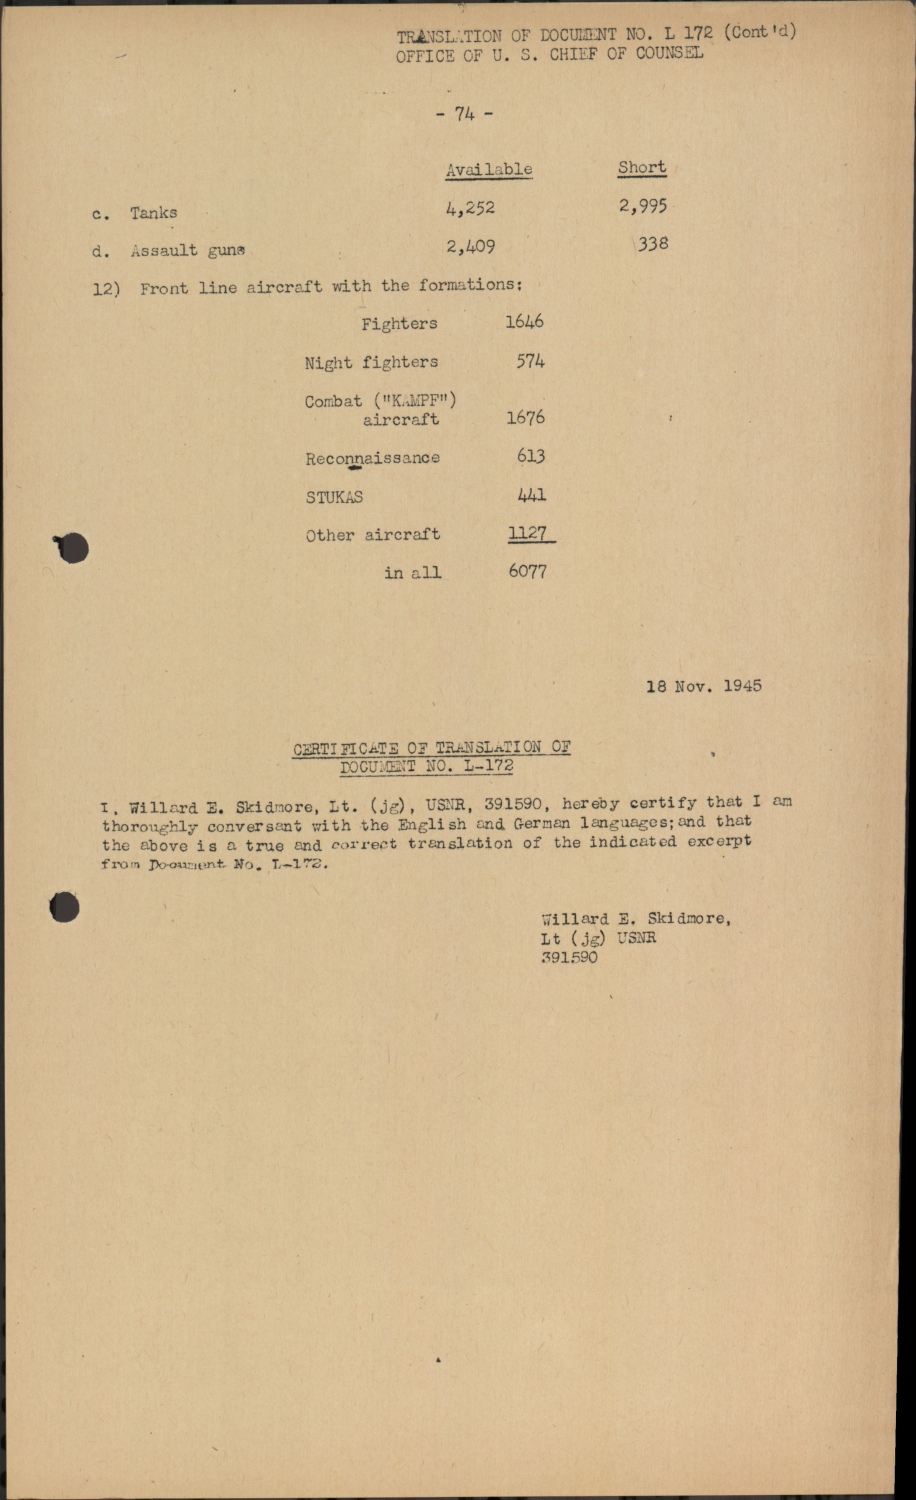 TRANSLATION OF DOCUMENT NO. L 172 (Cont'd)
OFFICE OF U. S. CHIEF OF COUNSEL
- 74 -
Available Short
c. Tanks 4,252 2,995
d. Assault guns 2,409 338
12) Front line aircraft with the formations:
Fighters 1646
Night fighters 574
Combat ("KAMPF")
aircraft 1676
Reconnaissance 613
STUKAS 441
Other aircraft 1127
in all 6077
18 Nov. 1945
CERTIFICATE OF TRANSLATION OF
DOCUMENT NO. L-172
I, Willard E. Skidmore, Lt. (jg), USNR, 391590, hereby certify that I am
thoroughly conversant with the English and German languages; and that
the above is a true and correct translation of the indicated excerpt
from Document No. L-172.
Willard E. Skidmore,
Lt (jg) USNR
391590